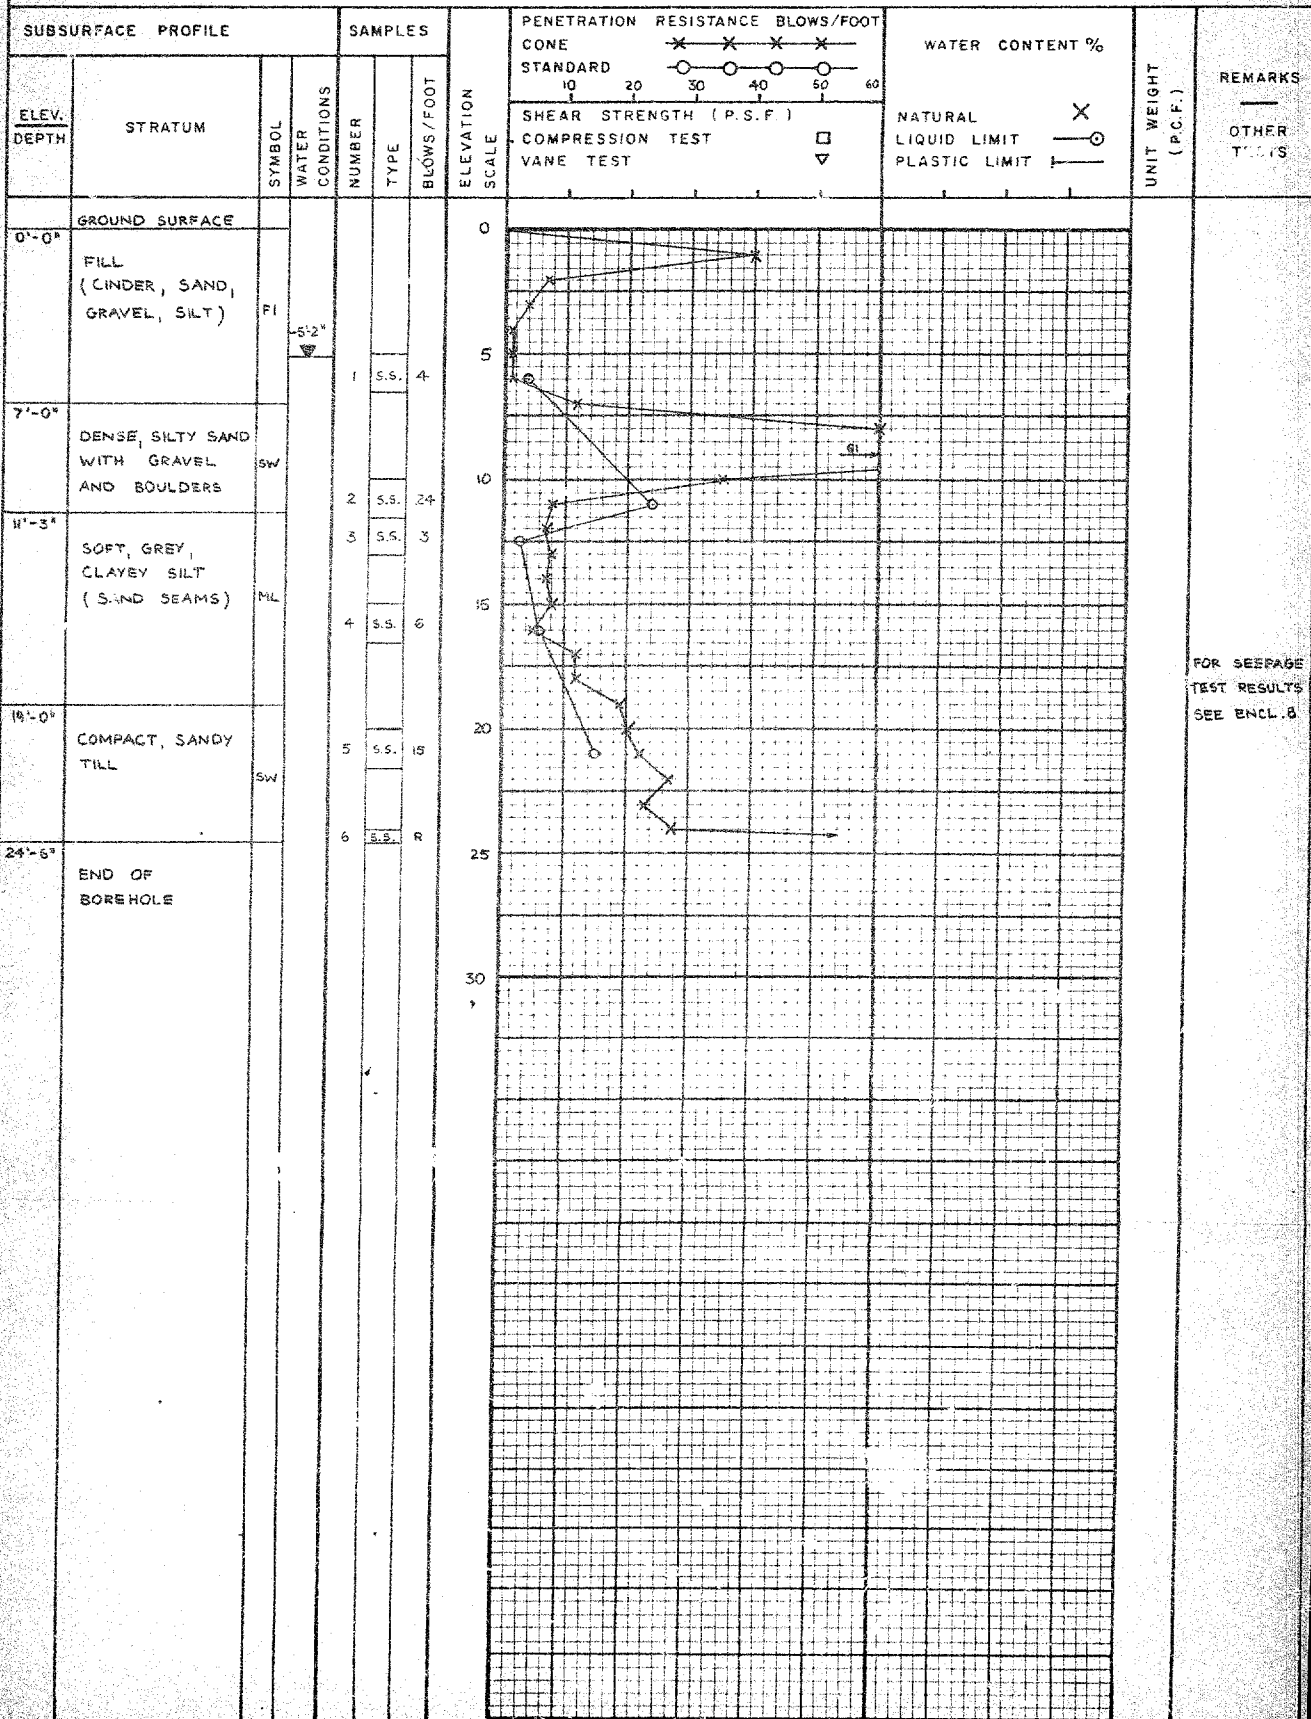 SUBSURFACE PROFILE
SAMPLES
ELEV.
DEPTH
STRATUM
SYMBOL
WATER
CONDITIONS
NUMBER
TYPE
BLOWS/FOOT
ELEVATION
SCALE
PENETRATION RESISTANCE BLOWS/FOOT
CONE
STANDARD
10 20 30 40 50 60
SHEAR STRENGTH (P.S.F.)
COMPRESSION TEST
VANE TEST
WATER CONTENT %
NATURAL
LIQUID LIMIT
PLASTIC LIMIT
UNIT WEIGHT
(P.C.F.)
REMARKS
OTHER
GROUND SURFACE
0'-0"
FILL
(CINDER, SAND,
GRAVEL, SILT)
FI
-5'2"
1 S.S. 4
7'-0"
DENSE, SILTY SAND
WITH GRAVEL
AND BOULDERS
SW
2 S.S. 24
11'-3"
3 S.S. 3
SOFT, GREY,
CLAYEY SILT
(SAND SEAMS)
ML
4 S.S. 6
19'-0"
COMPACT, SANDY
TILL
SW
5 S.S. 15
6 S.S. R
24'-6"
END OF
BOREHOLE
0
5
10
15
20
25
30
91
FOR SEEPAGE
TEST RESULTS
SEE ENCL. 8